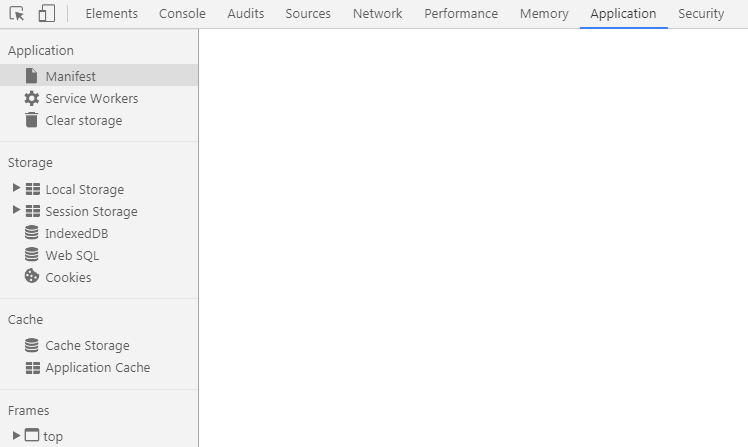 Elements Console Audits Sources Network Performance Memory Application Security
Application
Manifest
Service Workers
Clear storage
Storage
Local Storage
Session Storage
IndexedDB
Web SQL
Cookies
Cache
Cache Storage
Application Cache
Frames
top